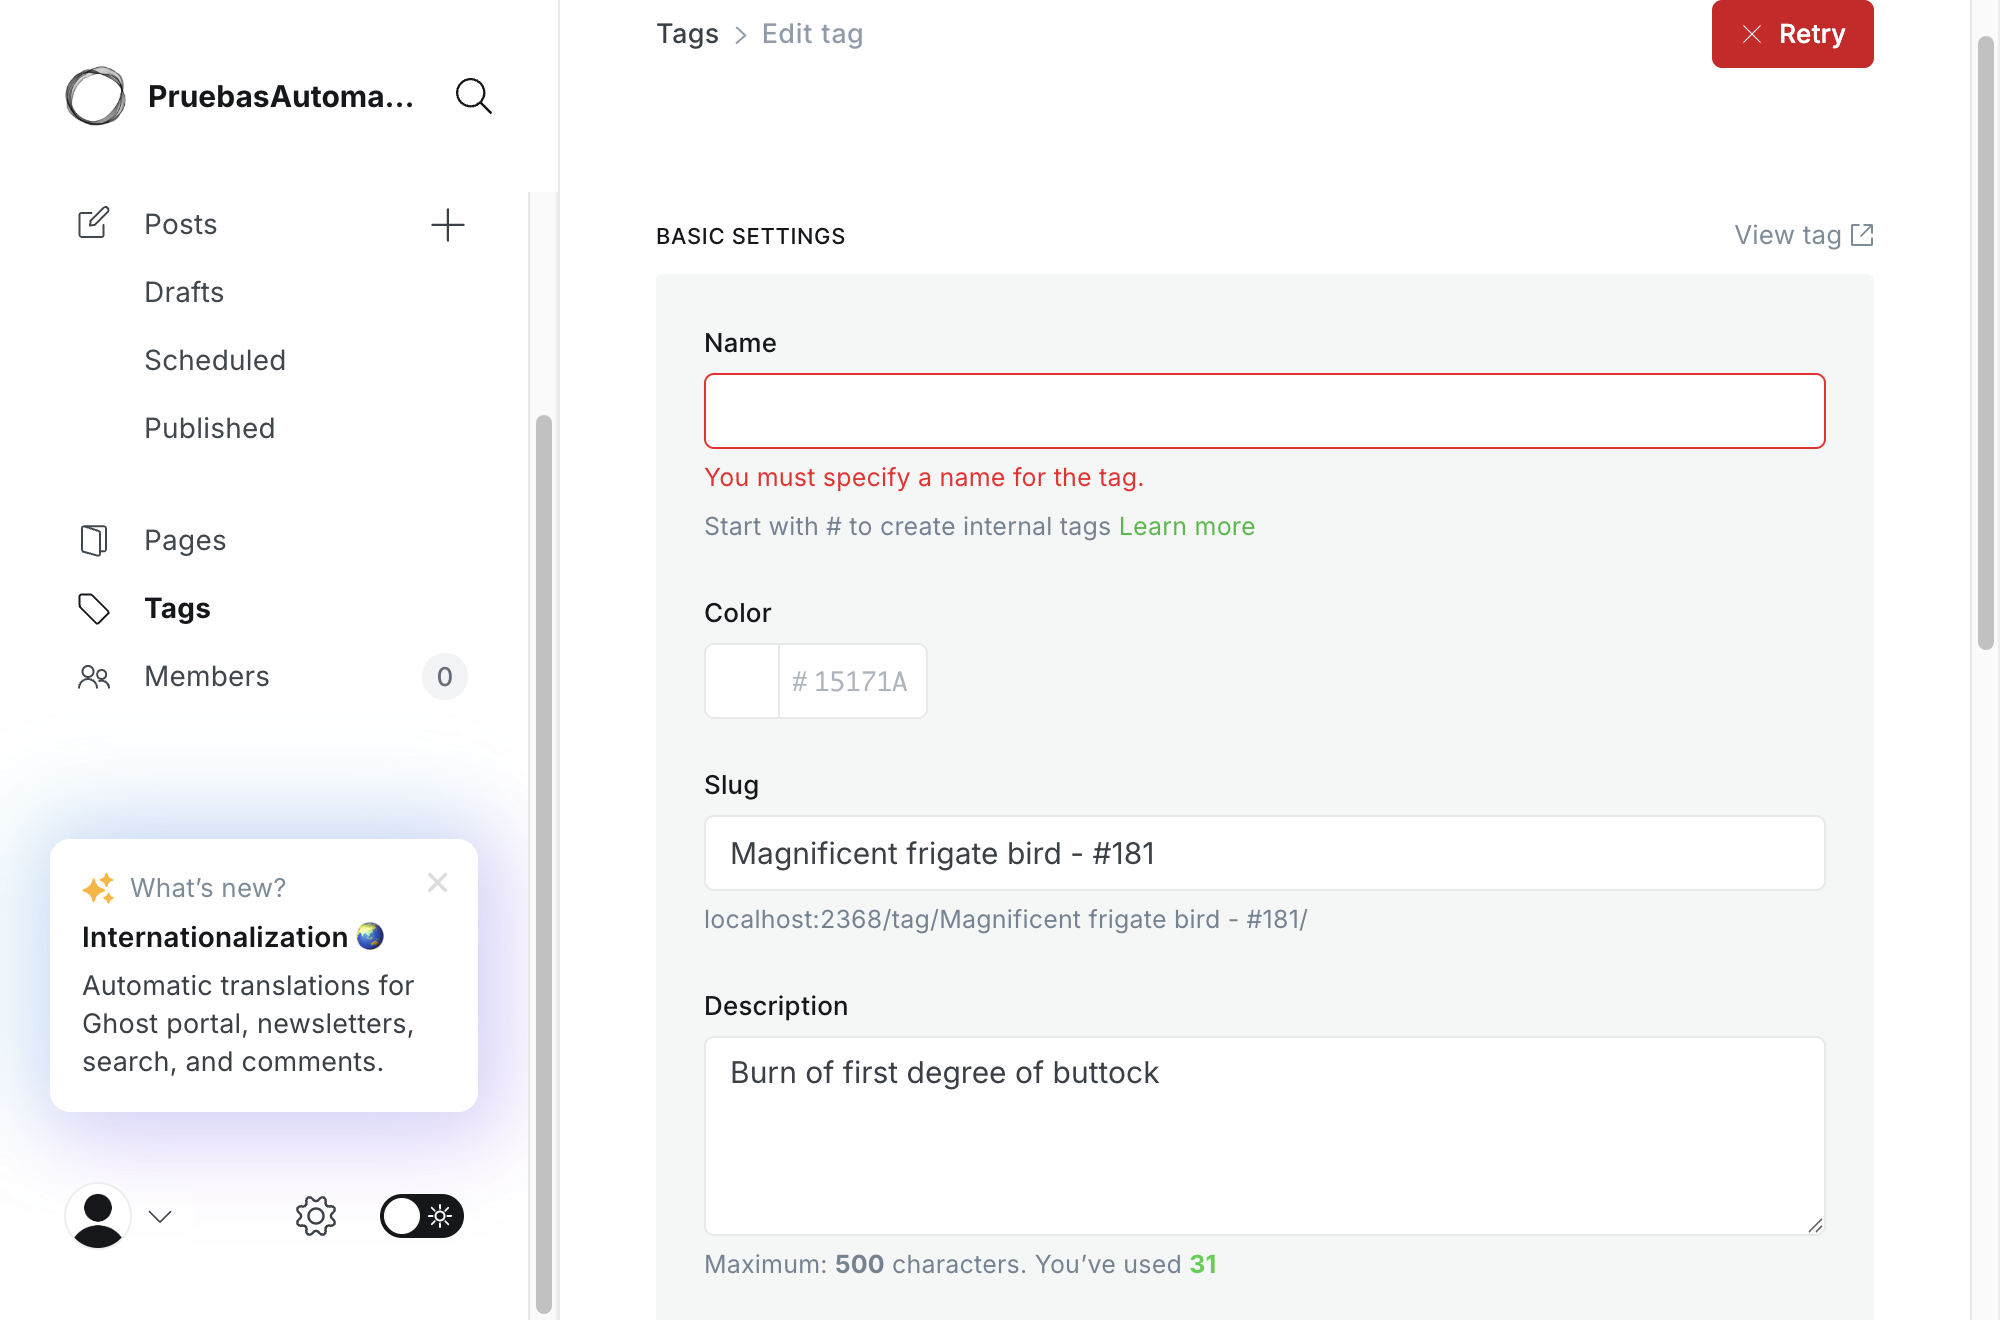 PruebasAutoma...
Posts
Drafts
Scheduled
Published
Pages
Tags
Members 0
What’s new?
Internationalization 🌏
Automatic translations for
Ghost portal, newsletters,
search, and comments.
Tags > Edit tag
Retry
BASIC SETTINGS
View tag
Name
You must specify a name for the tag.
Start with # to create internal tags Learn more
Color
# 15171A
Slug
Magnificent frigate bird - #181
localhost:2368/tag/Magnificent frigate bird - #181/
Description
Burn of first degree of buttock
Maximum: 500 characters. You’ve used 31